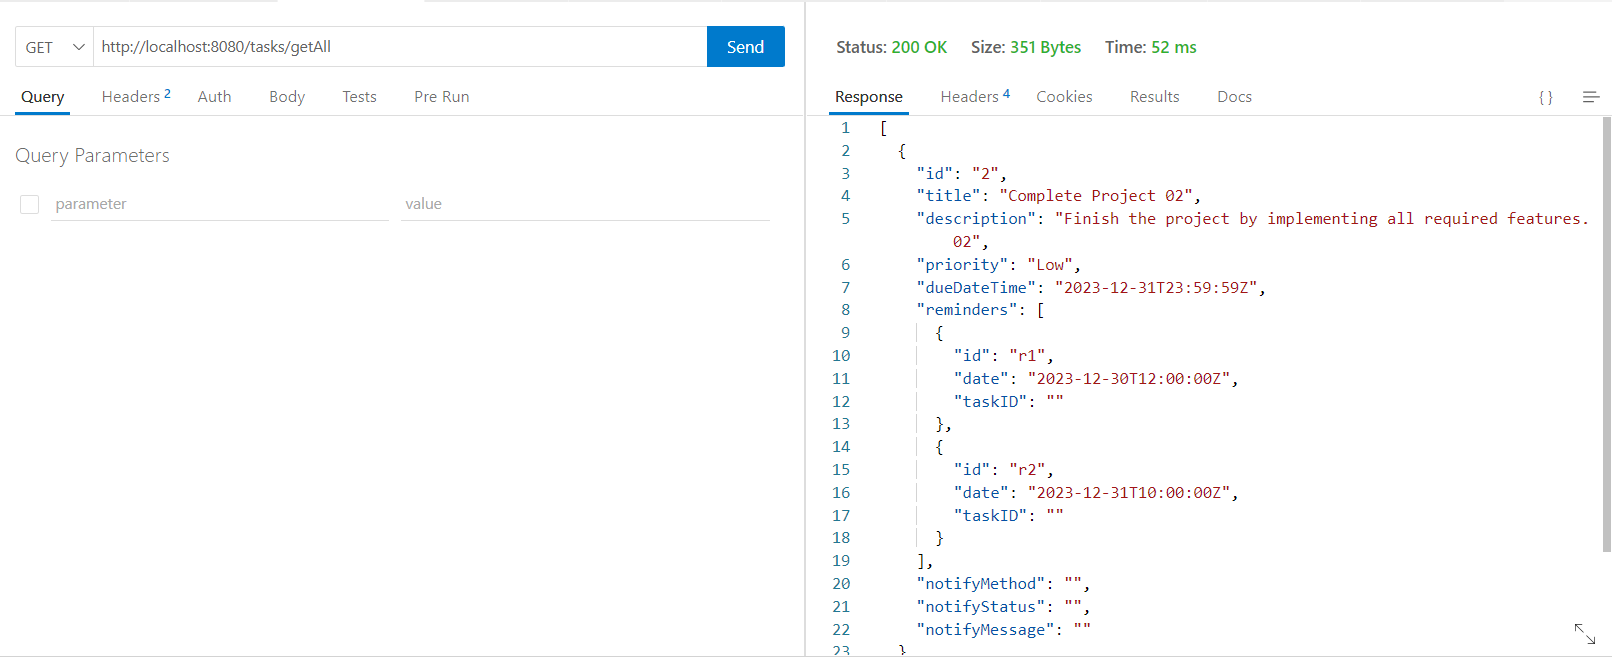 GET http://localhost:8080/tasks/getAll Send
Query Headers 2 Auth Body Tests Pre Run
Query Parameters
parameter value
Status: 200 OK Size: 351 Bytes Time: 52 ms
Response Headers 4 Cookies Results Docs { }
1 [
2 {
3 "id": "2",
4 "title": "Complete Project 02",
5 "description": "Finish the project by implementing all required features.
02",
6 "priority": "Low",
7 "dueDateTime": "2023-12-31T23:59:59Z",
8 "reminders": [
9 {
10 "id": "r1",
11 "date": "2023-12-30T12:00:00Z",
12 "taskID": ""
13 },
14 {
15 "id": "r2",
16 "date": "2023-12-31T10:00:00Z",
17 "taskID": ""
18 }
19 ],
20 "notifyMethod": "",
21 "notifyStatus": "",
22 "notifyMessage": ""
23 }